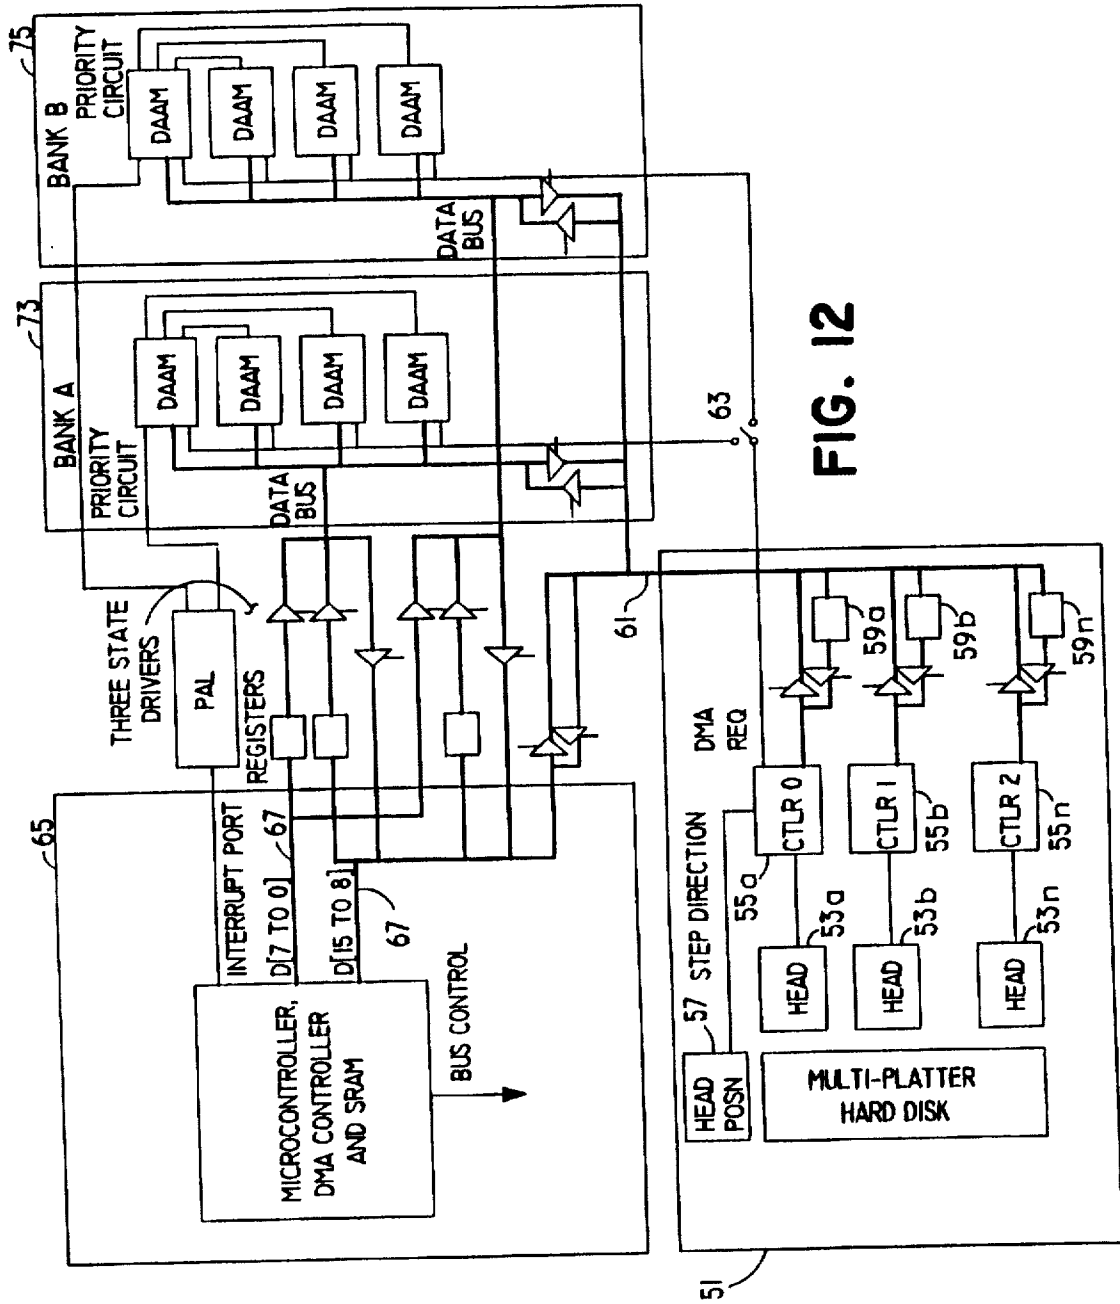 75
BANK B
PRIORITY
CIRCUIT
DAAM
DAAM
DAAM
DAAM
DATA
BUS
73
BANK A
PRIORITY
CIRCUIT
DAAM
DAAM
DAAM
DAAM
DATA
BUS
THREE STATE
DRIVERS
PAL
REGISTERS
65
INTERRUPT PORT
D[7 TO 0]
67
D[15 TO 8]
67
MICROCONTROLLER,
DMA CONTROLLER
AND SRAM
BUS CONTROL
61
63
DMA
REQ
59a
59b
59n
57
STEP DIRECTION
55a
CTLR 0
CTLR 1
55b
CTLR 2
55n
HEAD
POSN
HEAD
53a
HEAD
53b
HEAD
53n
MULTI-PLATTER
HARD DISK
51
FIG. 12